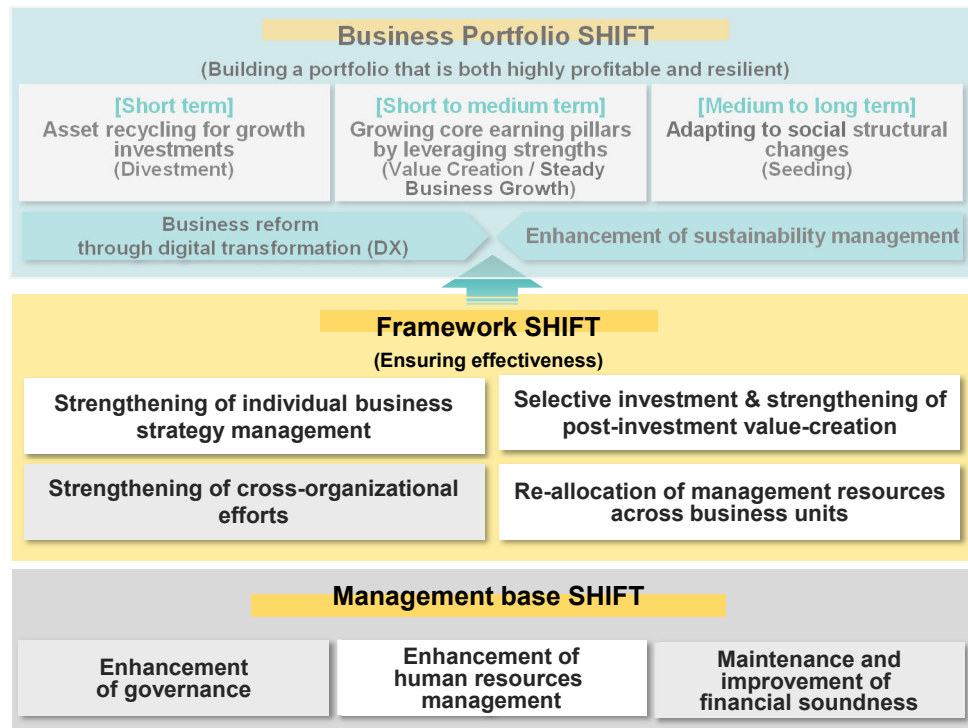 Business Portfolio SHIFT
(Building a portfolio that is both highly profitable and resilient)
[Short term]
Asset recycling for growth
investments
(Divestment)
[Short to medium term]
Growing core earning pillars
by leveraging strengths
(Value Creation / Steady
Business Growth)
[Medium to long term]
Adapting to social structural
changes
(Seeding)
Business reform
through digital transformation (DX)
Enhancement of sustainability management
Framework SHIFT
(Ensuring effectiveness)
Strengthening of individual business
strategy management
Selective investment & strengthening of
post-investment value-creation
Strengthening of cross-organizational
efforts
Re-allocation of management resources
across business units
Management base SHIFT
Enhancement
of governance
Enhancement of
human resources
management
Maintenance and
improvement of
financial soundness